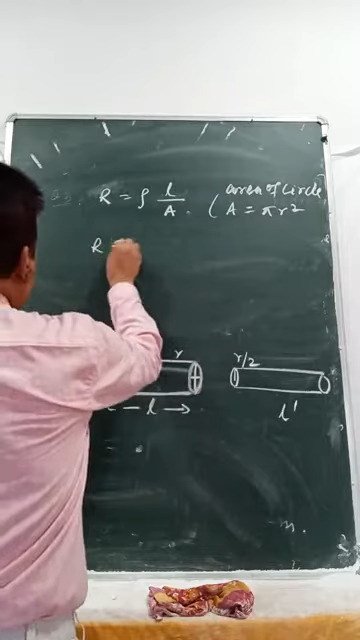 R = ρ l/A. ( area of circle
A = πr2
R =
r
r/2
← l →
l'
n.